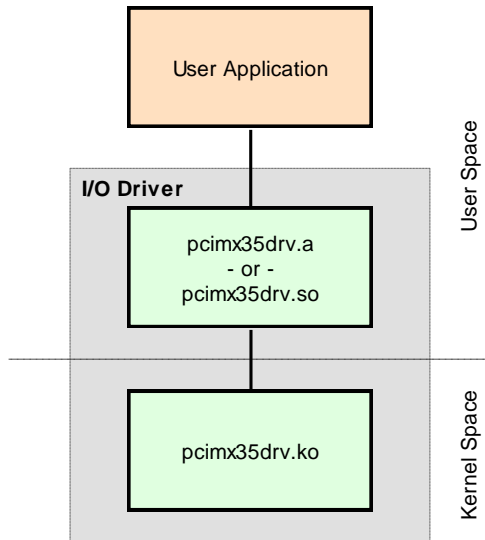 User Application
User Space
I/O Driver
pcimx35drv.a
- or -
pcimx35drv.so
pcimx35drv.ko
Kernel Space